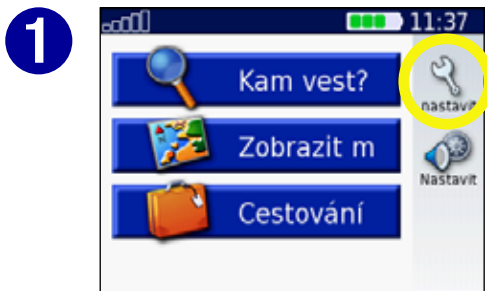 1
11:37
Kam vest?
nastavit
Zobrazit m
Nastavit
Cestování